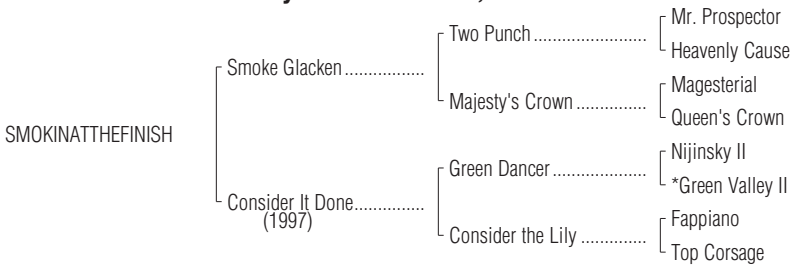 Mr. Prospector
Two Punch.......................
Heavenly Cause
Smoke Glacken................
Magesterial
Majesty's Crown..............
Queen's Crown
SMOKINATTHEFINISH
Nijinsky II
Green Dancer...................
*Green Valley II
Consider It Done..............
(1997)
Fappiano
Consider the Lily .............
Top Corsage